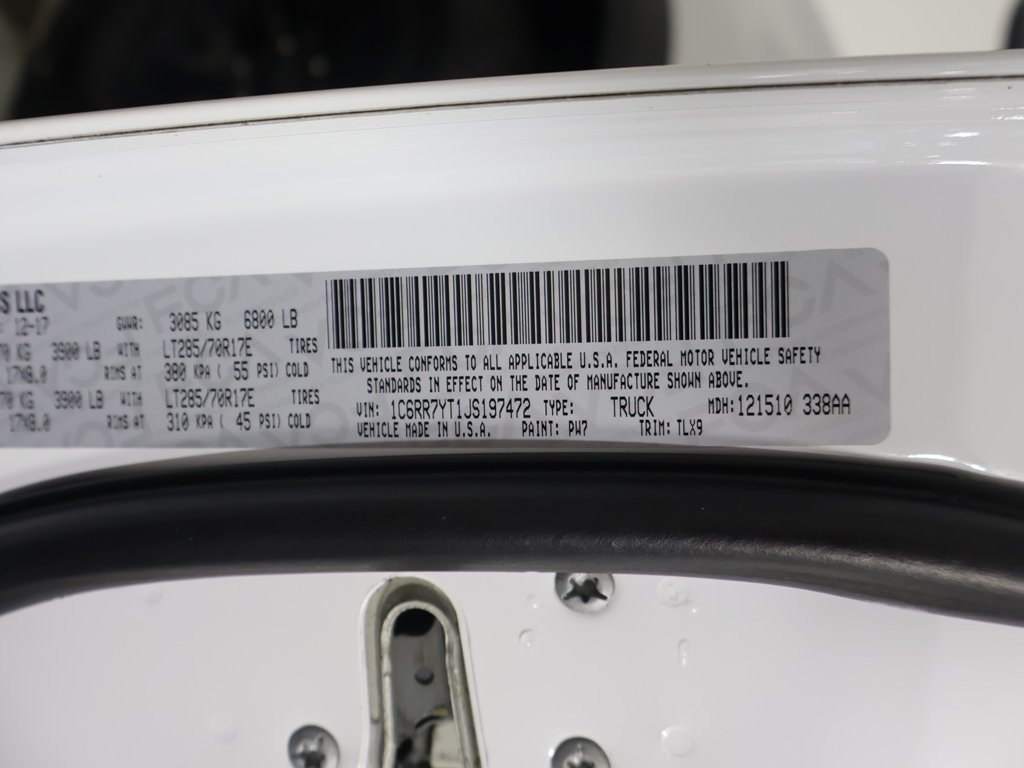 S LLC
12-17 GVWR: 3085 KG 6800 LB
KG 3900 LB WITH LT285/70R17E TIRES
17X8.0 RIMS AT 380 KPA ( 55 PSI) COLD
KG 3900 LB WITH LT285/70R17E TIRES
17X8.0 RIMS AT 310 KPA ( 45 PSI) COLD
THIS VEHICLE CONFORMS TO ALL APPLICABLE U.S.A. FEDERAL MOTOR VEHICLE SAFETY
STANDARDS IN EFFECT ON THE DATE OF MANUFACTURE SHOWN ABOVE.
VIN: 1C6RR7YT1JS197472 TYPE: TRUCK MDH:121510 338AA
VEHICLE MADE IN U.S.A. PAINT: PW7 TRIM: TLX9